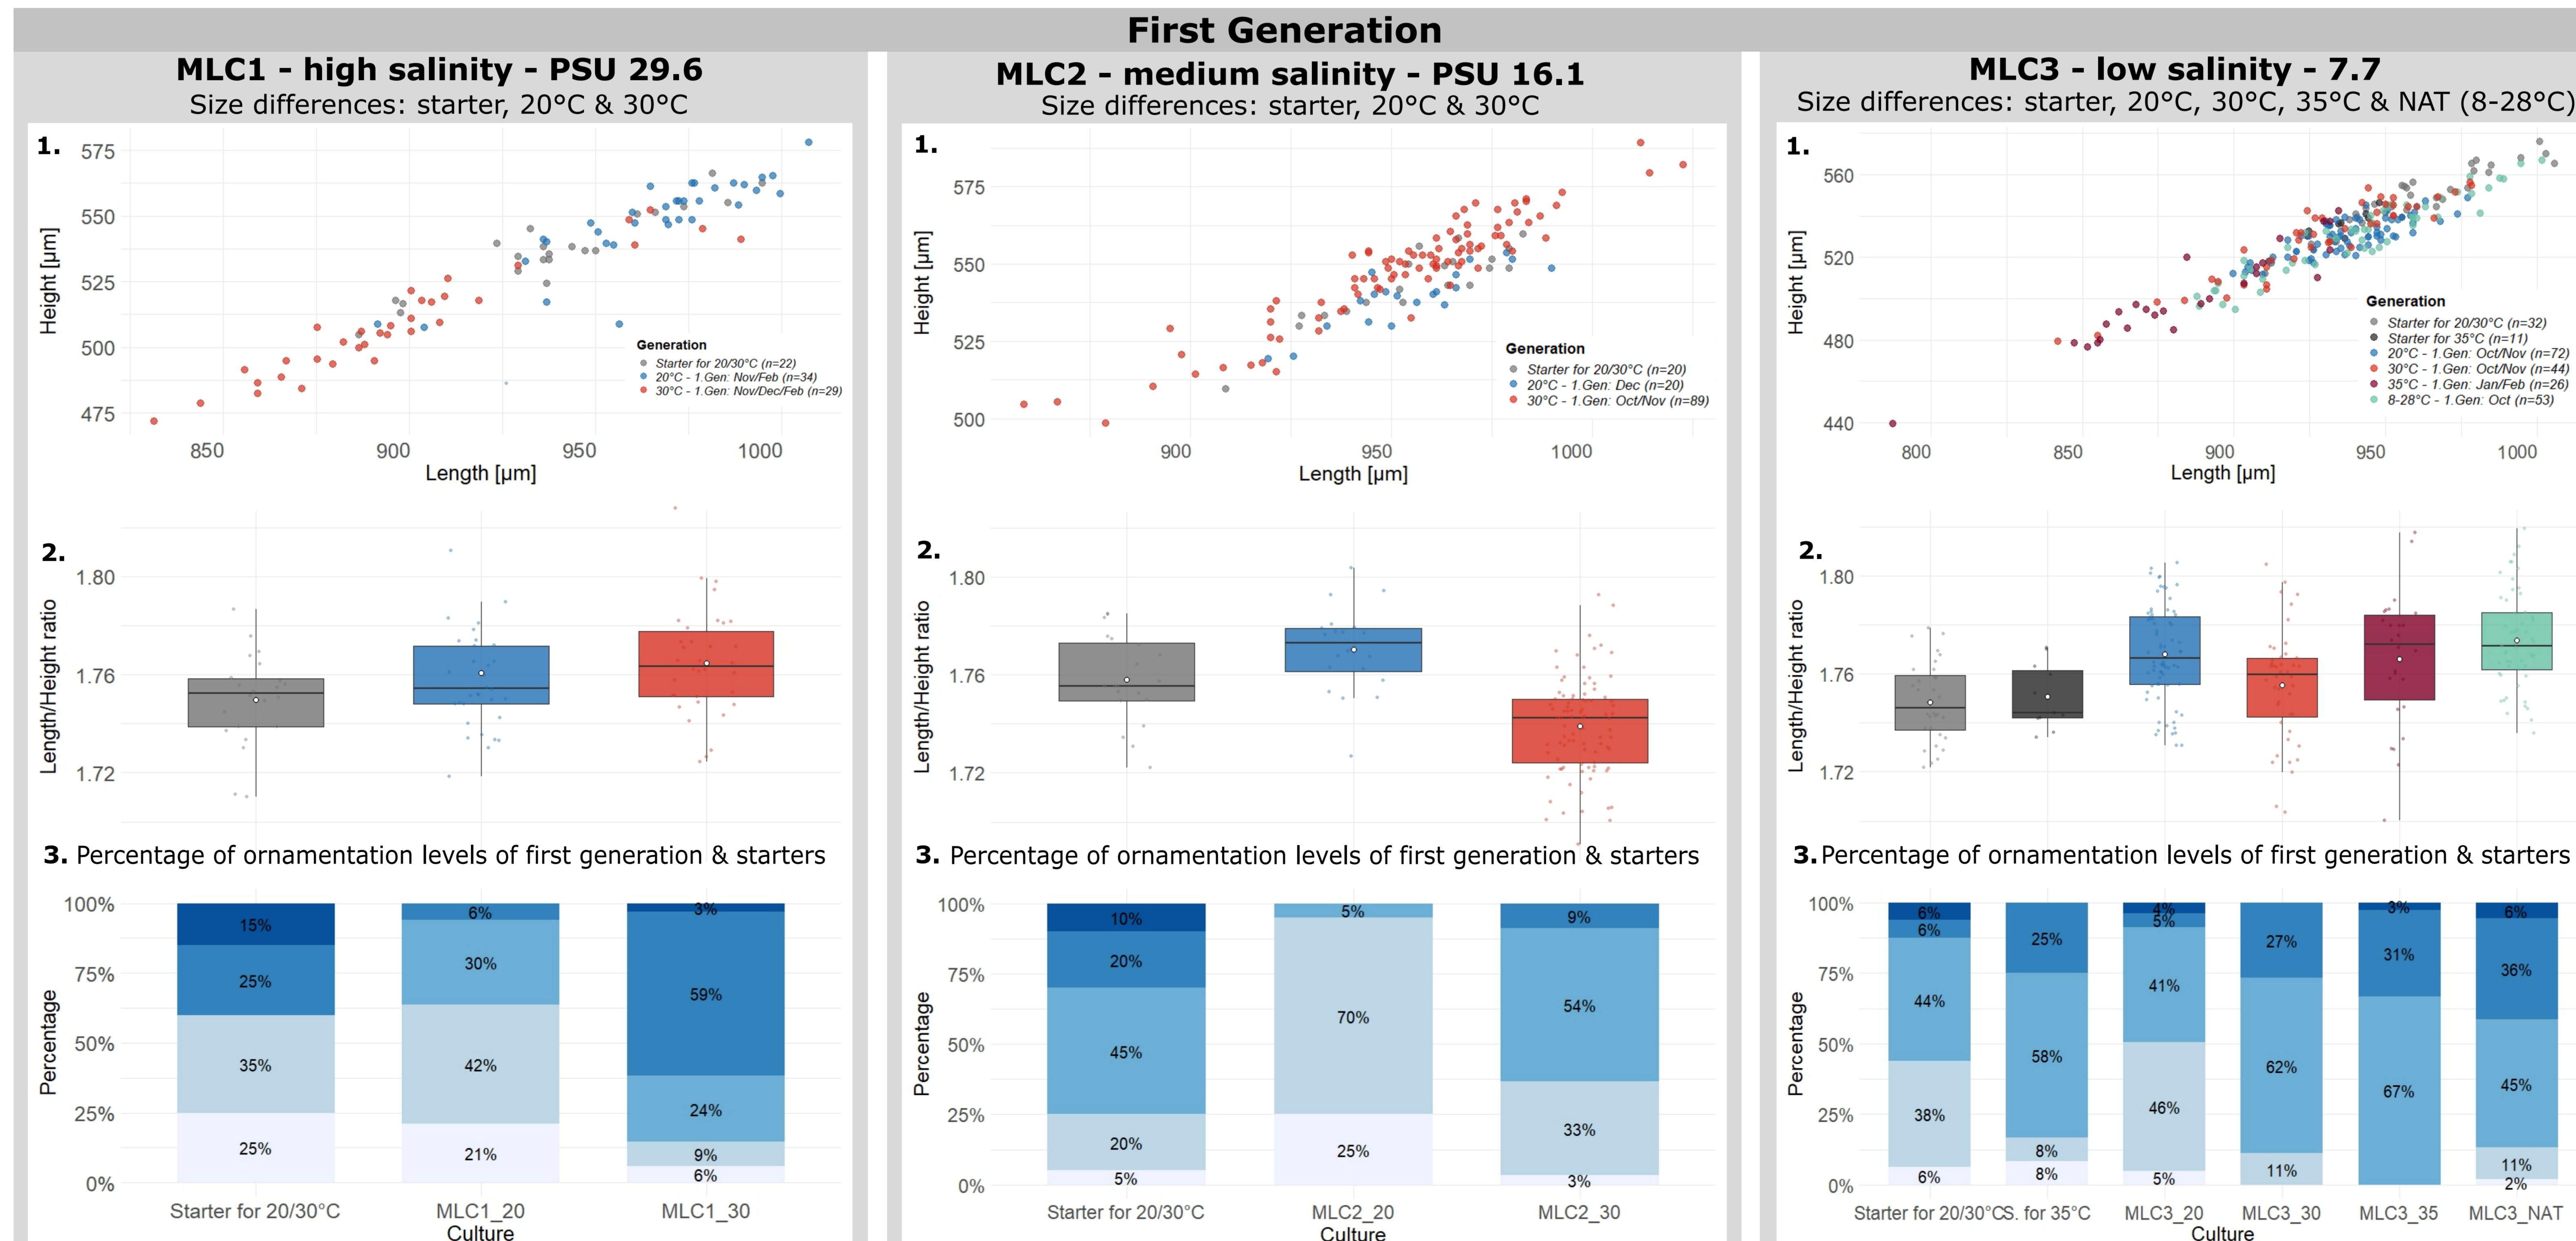 First Generation
MLC1 - high salinity - PSU 29.6
Size differences: starter, 20°C & 30°C
1.
575
550
525
500
475
Height [µm]
850 900 950 1000
Length [µm]
Generation
Starter for 20/30°C (n=22)
20°C - 1.Gen: Nov/Feb (n=34)
30°C - 1.Gen: Nov/Dec/Feb (n=29)
2.
1.80
1.76
1.72
Length/Height ratio
3. Percentage of ornamentation levels of first generation & starters
100%
75%
50%
25%
0%
Percentage
15%
25%
35%
25%
6%
30%
42%
21%
3%
59%
24%
9%
6%
Starter for 20/30°C MLC1_20 MLC1_30
Culture
MLC2 - medium salinity - PSU 16.1
Size differences: starter, 20°C & 30°C
1.
575
550
525
500
Height [µm]
900 950 1000
Length [µm]
Generation
Starter for 20/30°C (n=20)
20°C - 1.Gen: Dec (n=20)
30°C - 1.Gen: Oct/Nov (n=89)
2.
1.80
1.76
1.72
Length/Height ratio
3. Percentage of ornamentation levels of first generation & starters
100%
75%
50%
25%
0%
Percentage
10%
20%
45%
20%
5%
5%
70%
25%
9%
54%
33%
3%
Starter for 20/30°C MLC2_20 MLC2_30
Culture
MLC3 - low salinity - 7.7
Size differences: starter, 20°C, 30°C, 35°C & NAT (8-28°C)
1.
560
520
480
440
Height [µm]
800 850 900 950 1000
Length [µm]
Generation
Starter for 20/30°C (n=32)
Starter for 35°C (n=11)
20°C - 1.Gen: Oct/Nov (n=72)
30°C - 1.Gen: Oct/Nov (n=44)
35°C - 1.Gen: Jan/Feb (n=26)
8-28°C - 1.Gen: Oct (n=53)
2.
1.80
1.76
1.72
Length/Height ratio
3. Percentage of ornamentation levels of first generation & starters
100%
75%
50%
25%
0%
Percentage
6%
6%
44%
38%
6%
25%
58%
8%
8%
4%
5%
41%
46%
5%
27%
62%
11%
3%
31%
67%
6%
36%
45%
11%
2%
Starter for 20/30°C S. for 35°C MLC3_20 MLC3_30 MLC3_35 MLC3_NAT
Culture